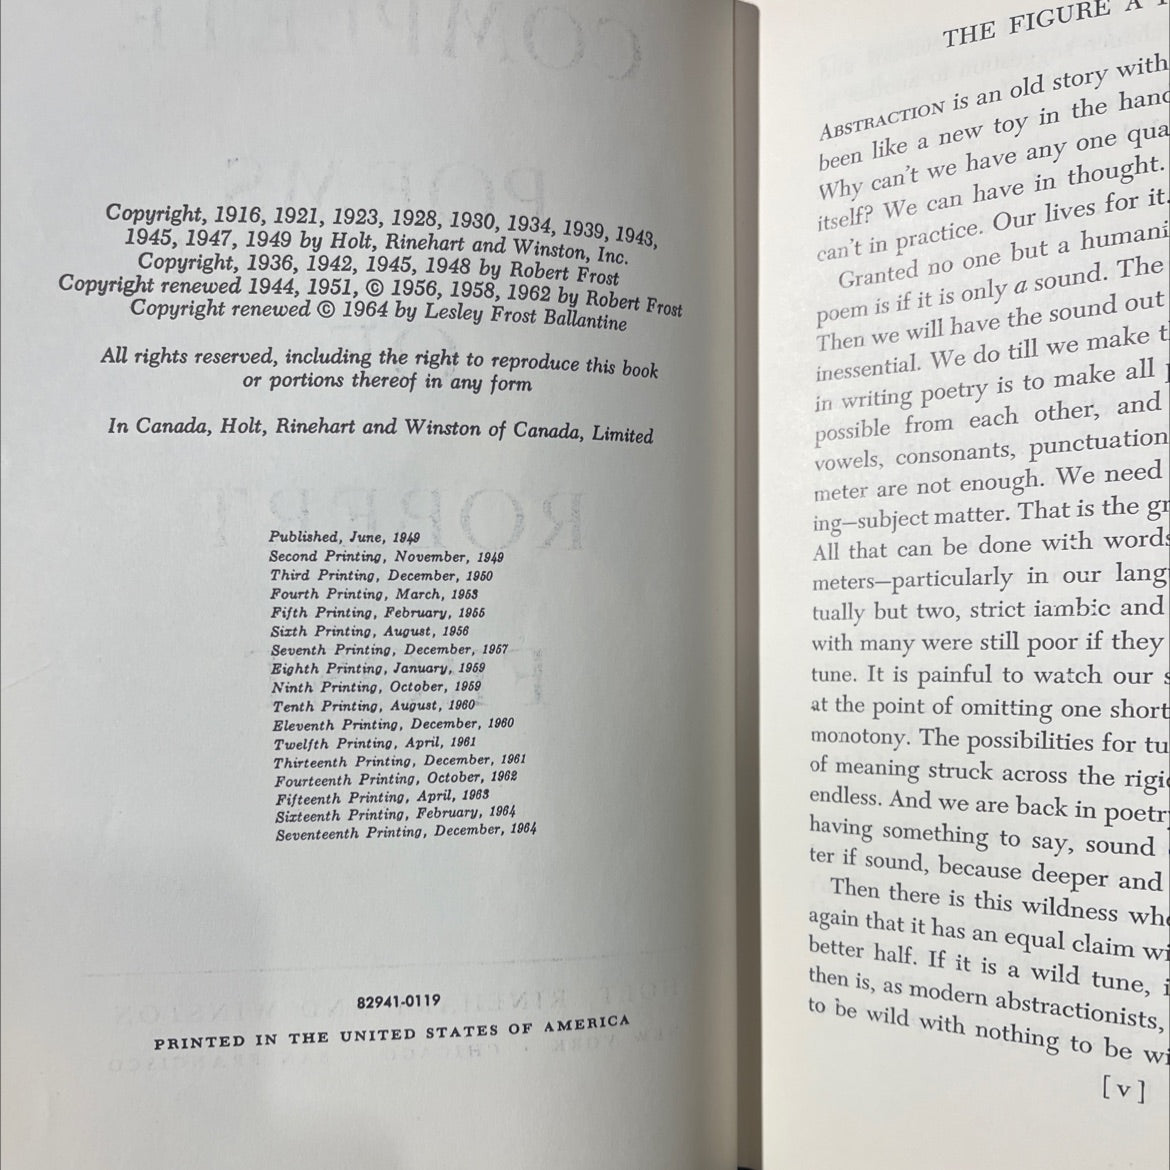 Copyright, 1916, 1921, 1923, 1928, 1930, 1934, 1939, 1943,
1945, 1947, 1949 by Holt, Rinehart and Winston, Inc.
Copyright, 1936, 1942, 1945, 1948 by Robert Frost
Copyright renewed 1944, 1951, © 1956, 1958, 1962 by Robert Frost
Copyright renewed © 1964 by Lesley Frost Ballantine
All rights reserved, including the right to reproduce this book
or portions thereof in any form
In Canada, Holt, Rinehart and Winston of Canada, Limited
Published, June, 1949
Second Printing, November, 1949
Third Printing, December, 1950
Fourth Printing, March, 1953
Fifth Printing, February, 1955
Sixth Printing, August, 1956
Seventh Printing, December, 1957
Eighth Printing, January, 1959
Ninth Printing, October, 1959
Tenth Printing, August, 1960
Eleventh Printing, December, 1960
Twelfth Printing, April, 1961
Thirteenth Printing, December, 1961
Fourteenth Printing, October, 1962
Fifteenth Printing, April, 1963
Sixteenth Printing, February, 1964
Seventeenth Printing, December, 1964
82941-0119
PRINTED IN THE UNITED STATES OF AMERICA
THE FIGURE A
ABSTRACTION is an old story with
been like a new toy in the
Why can't we have any one
itself? We can have in thought.
can't in practice. Our lives for it.
Granted no one but a
poem is if it is only a sound. The
Then we will have the sound out
inessential. We do till we make
in writing poetry is to make all
possible from each other, and
vowels, consonants, punctuation
meter are not enough. We need
ing—subject matter. That is the
All that can be done with words
meters—particularly in our
tually but two, strict iambic and
with many were still poor if they
tune. It is painful to watch our
at the point of omitting one short
monotony. The possibilities for
of meaning struck across the
endless. And we are back in
having something to say, sound
ter if sound, because deeper and
Then there is this wildness
again that it has an equal claim
better half. If it is a wild tune,
then is, as modern abstractionists,
to be wild with nothing to be
[ v ]